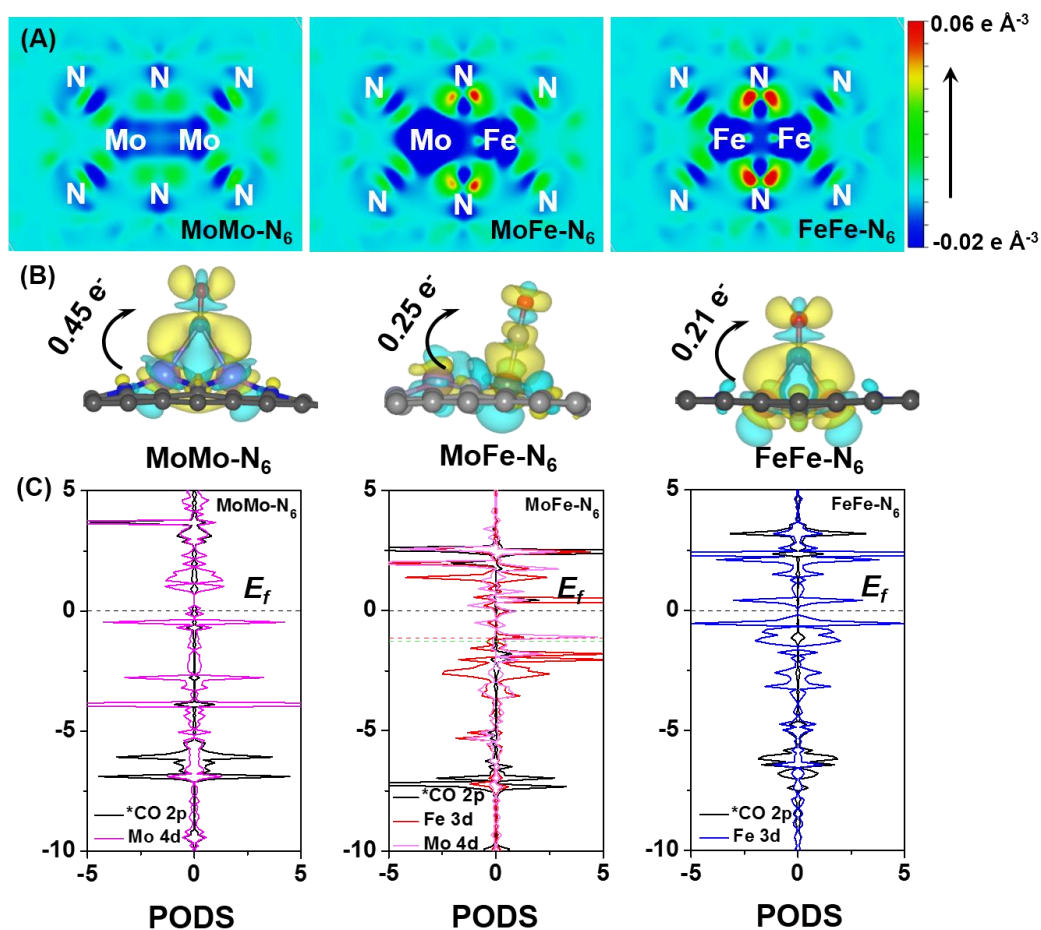 (A)
N N N
Mo Mo
N N N
MoMo-N₆
N N N
Mo Fe
N N N
MoFe-N₆
N N N
Fe Fe
N N N
FeFe-N₆
0.06 e Å⁻³
-0.02 e Å⁻³
(B)
0.45 e⁻
MoMo-N₆
0.25 e⁻
MoFe-N₆
0.21 e⁻
FeFe-N₆
(C)
MoMo-N₆
5
0
-5
-10
E_f
*CO 2p
Mo 4d
-5 0 5
PODS
MoFe-N₆
5
0
-5
-10
E_f
*CO 2p
Fe 3d
Mo 4d
-5 0 5
PODS
FeFe-N₆
5
0
-5
-10
E_f
*CO 2p
Fe 3d
-5 0 5
PODS